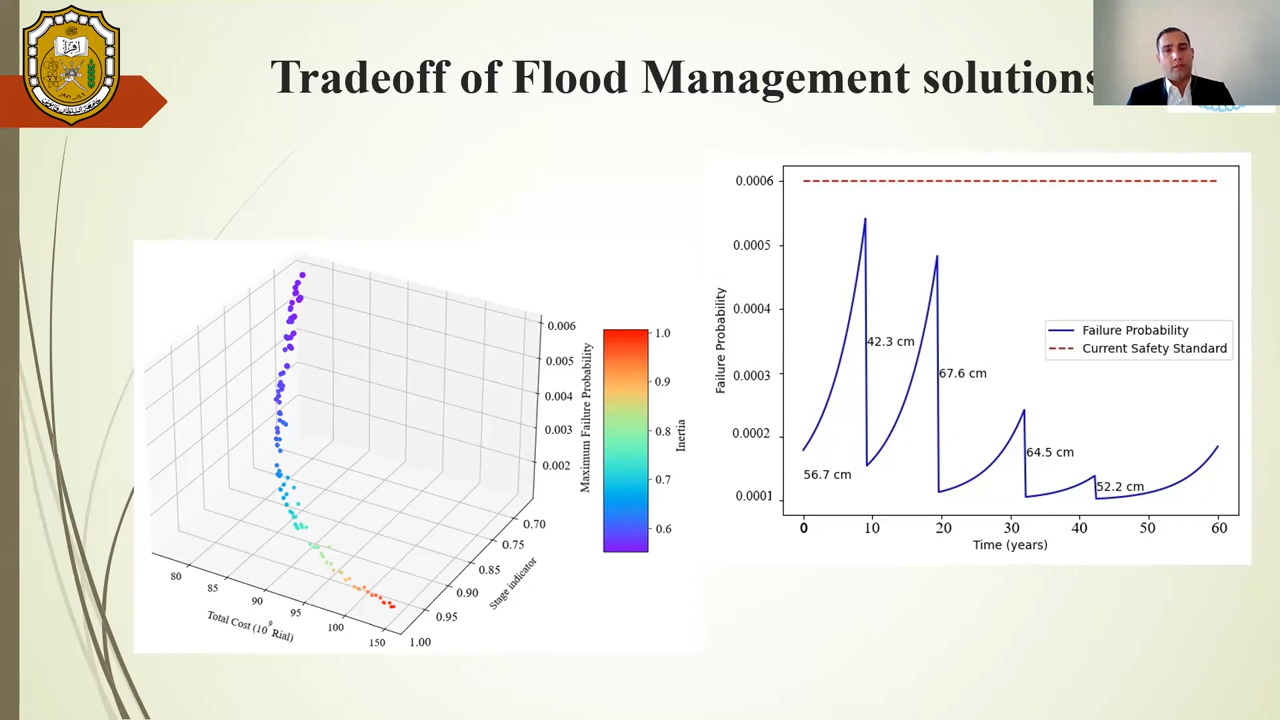 Tradeoff of Flood Management solutions
اقرأ
0.006
0.005
0.004
0.003
0.002
Maximum Failure Probability
0.70
0.75
0.85
0.90
0.95
1.00
Stage indicator
80
85
90
95
100
150
Total Cost (10⁹ Rial)
1.0
0.9
0.8
0.7
0.6
Inertia
0.0006
0.0005
0.0004
0.0003
0.0002
0.0001
Failure Probability
56.7 cm
42.3 cm
67.6 cm
64.5 cm
52.2 cm
Failure Probability
Current Safety Standard
0
10
20
30
40
50
60
Time (years)